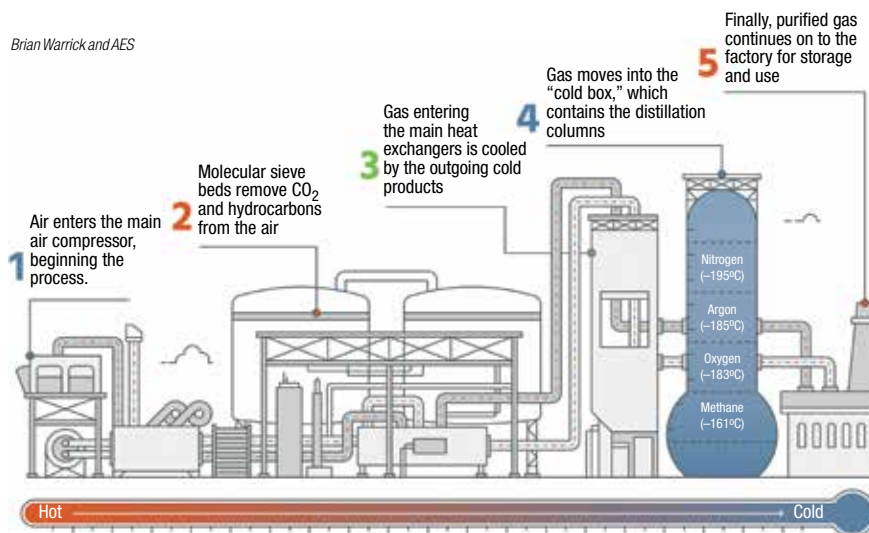 Brian Warrick and AES
1
Air enters the main
air compressor,
beginning the
process.
2
Molecular sieve
beds remove CO₂
and hydrocarbons
from the air
3
Gas entering
the main heat
exchangers is cooled
by the outgoing cold
products
4
Gas moves into the
“cold box,” which
contains the distillation
columns
5
Finally, purified gas
continues on to the
factory for storage
and use
Nitrogen
(–195ºC)
Argon
(–185ºC)
Oxygen
(–183ºC)
Methane
(–161ºC)
Hot
Cold